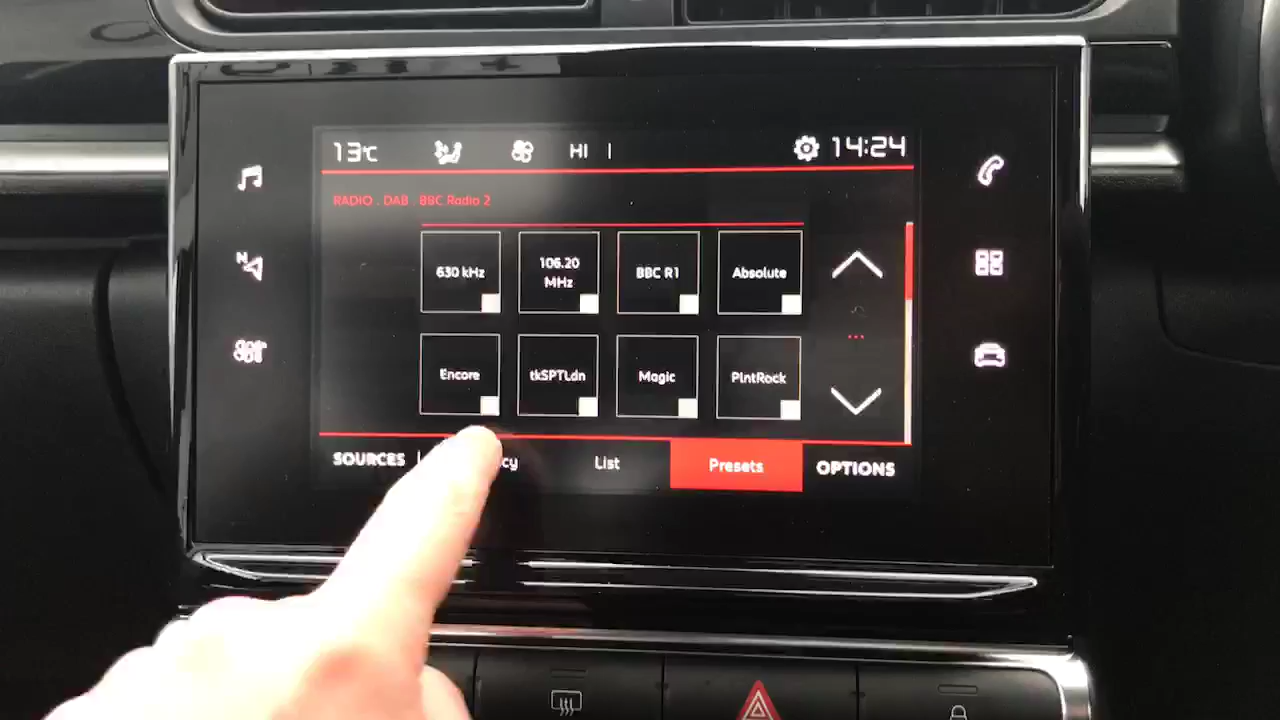 13°C HI 14:24
RADIO . DAB . BBC Radio 2
630 kHz
106.20
MHz
BBC R1
Absolute
Encore
tkSPTLdn
Magic
PlntRock
SOURCES List Presets OPTIONS
N